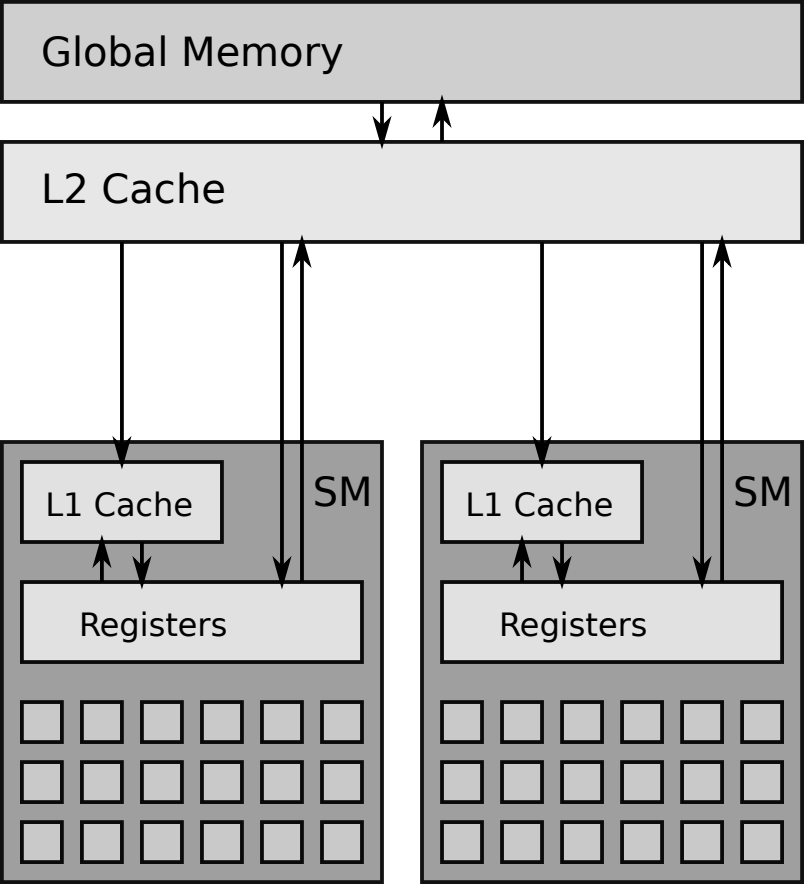 Global Memory
L2 Cache
L1 Cache
SM
Registers
L1 Cache
SM
Registers